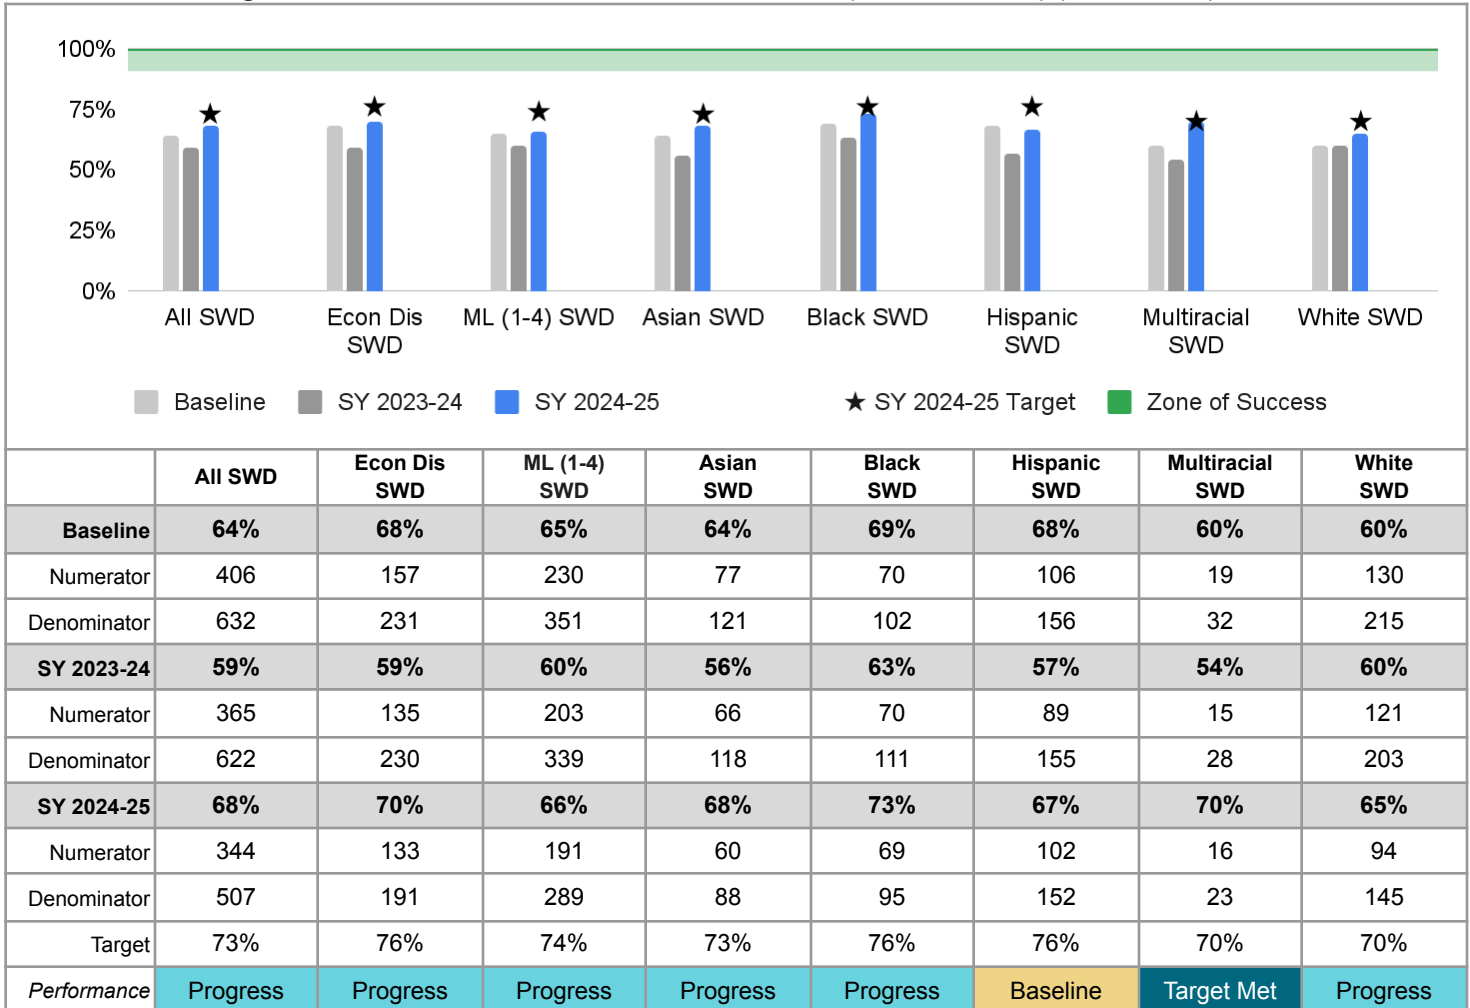 100%
75%
50%
25%
0%
All SWD
Econ Dis
SWD
ML (1-4) SWD
Asian SWD
Black SWD
Hispanic
SWD
Multiracial
SWD
White SWD
Baseline
SY 2023-24
SY 2024-25
★ SY 2024-25 Target
Zone of Success
All SWD
Econ Dis
SWD
ML (1-4)
SWD
Asian
SWD
Black
SWD
Hispanic
SWD
Multiracial
SWD
White
SWD
Baseline 64% 68% 65% 64% 69% 68% 60% 60%
Numerator 406 157 230 77 70 106 19 130
Denominator 632 231 351 121 102 156 32 215
SY 2023-24 59% 59% 60% 56% 63% 57% 54% 60%
Numerator 365 135 203 66 70 89 15 121
Denominator 622 230 339 118 111 155 28 203
SY 2024-25 68% 70% 66% 68% 73% 67% 70% 65%
Numerator 344 133 191 60 69 102 16 94
Denominator 507 191 289 88 95 152 23 145
Target 73% 76% 74% 73% 76% 76% 70% 70%
Performance Progress Progress Progress Progress Progress Baseline Target Met Progress